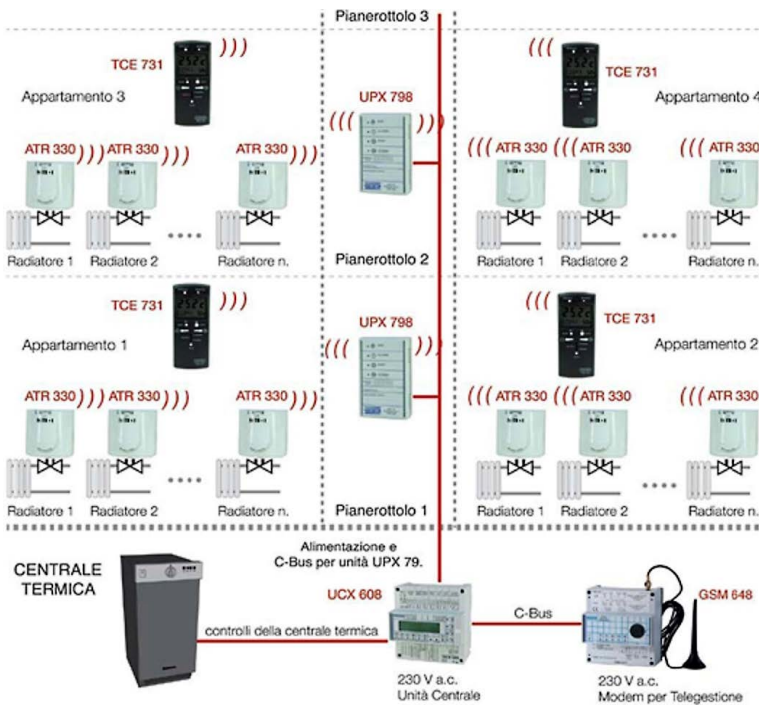 Pianerottolo 3
TCE 731
TCE 731
Appartamento 3
UPX 798
Appartamento 4
ATR 330 ATR 330 ATR 330
ATR 330 ATR 330 ATR 330
Radiatore 1 Radiatore 2 Radiatore n.
Pianerottolo 2
Radiatore 1 Radiatore 2 Radiatore n.
TCE 731
TCE 731
UPX 798
Appartamento 1
Appartamento 2
ATR 330 ATR 330 ATR 330
ATR 330 ATR 330 ATR 330
Radiatore 1 Radiatore 2 Radiatore n.
Pianerottolo 1
Radiatore 1 Radiatore 2 Radiatore n.
Alimentazione e
C-Bus per unità UPX 79.
CENTRALE
TERMICA
UCX 608
GSM 648
C-Bus
controlli della centrale termica
230 V a.c.
Unità Centrale
230 V a.c.
Modem per Telegestione